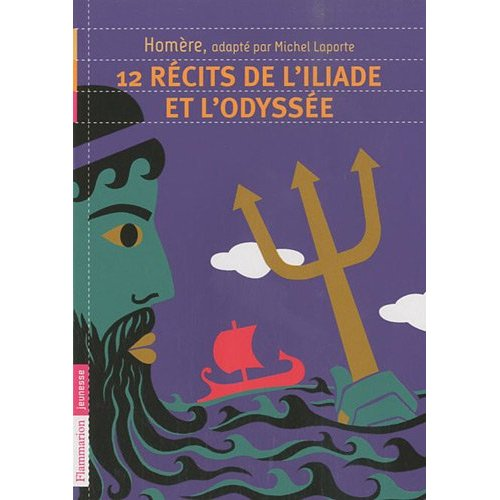 Homère, adapté par Michel Laporte
12 RÉCITS DE L'ILIADE
ET L'ODYSSÉE
Flammarion
jeunesse